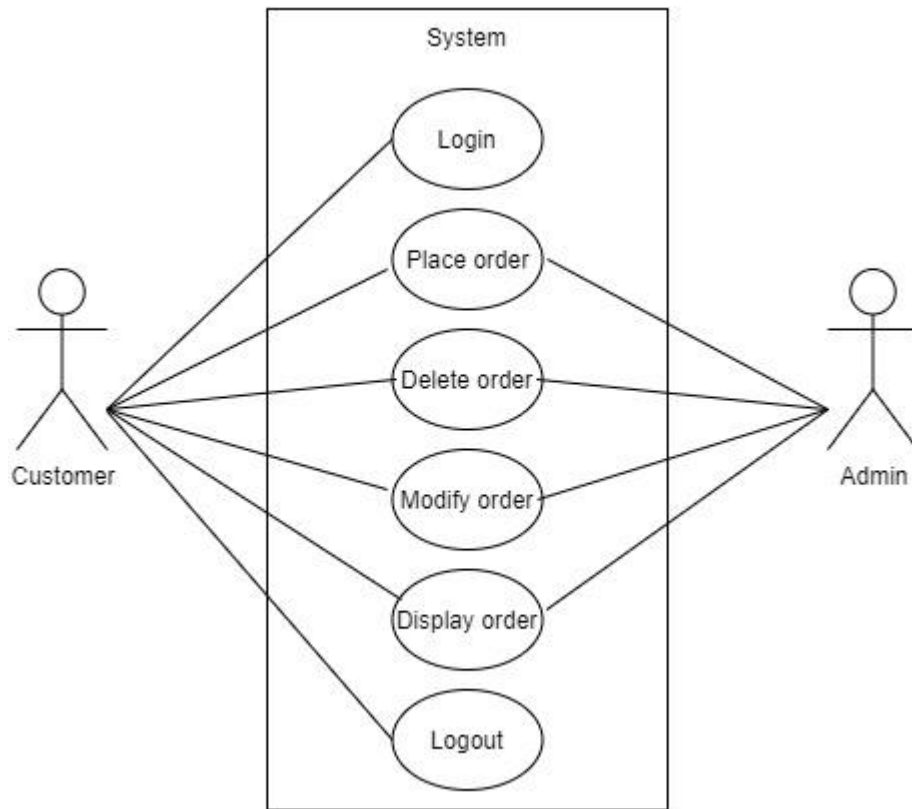 System
Login
Place order
Delete order
Modify order
Display order
Logout
Customer
Admin